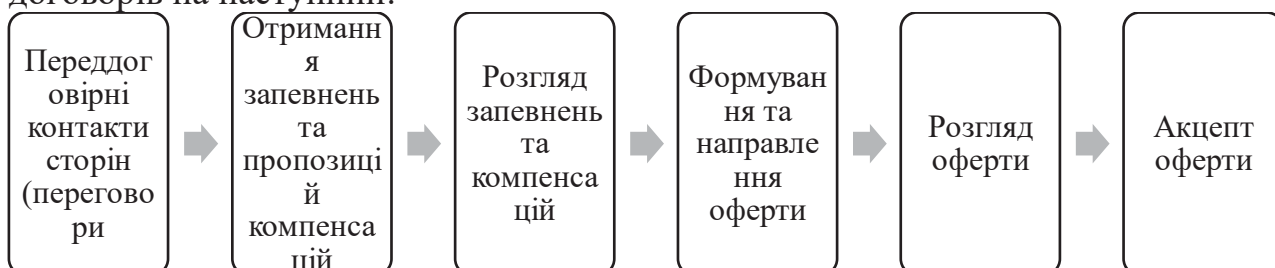 договорів на наступний:
Переддог
овірні
контакти
сторін
(перегово
ри
Отриманн
я
запевнень
та
пропозиці
й
компенса
цій
Розгляд
запевнень
та
компенса
цій
Формуван
ня та
направле
ння
оферти
Розгляд
оферти
Акцепт
оферти